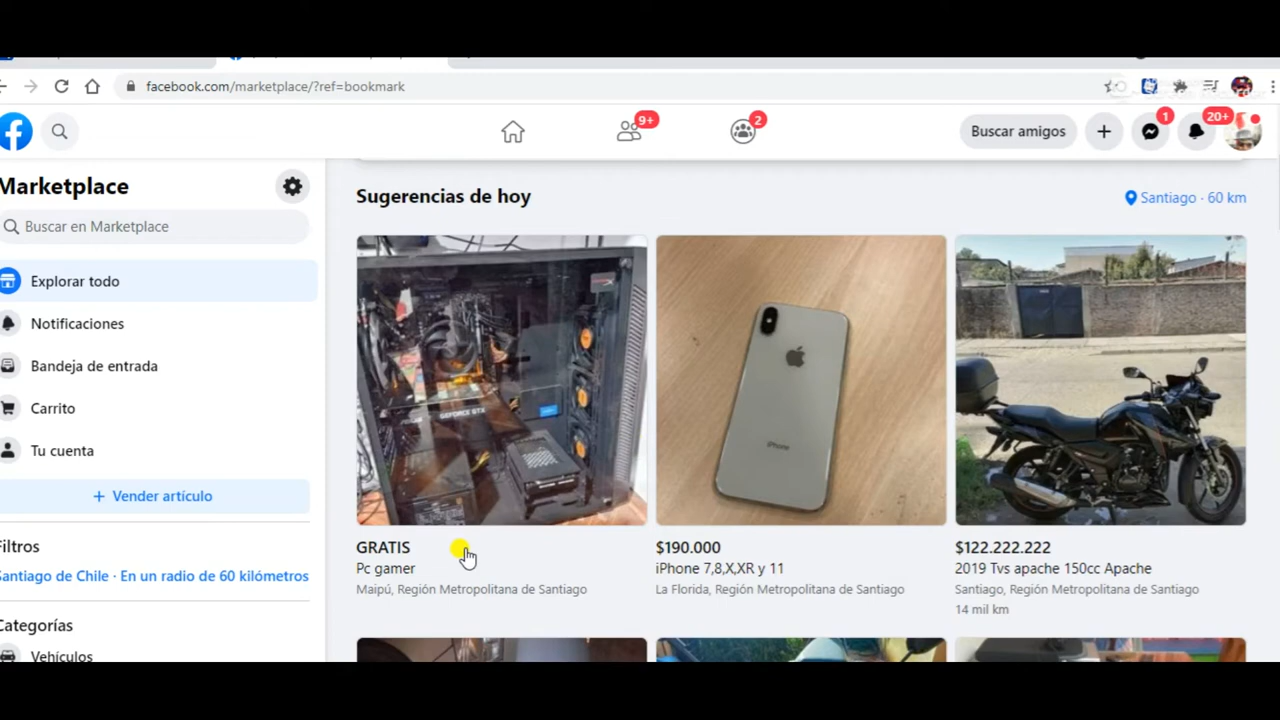 facebook.com/marketplace/?ref=bookmark
9+
2
Buscar amigos
1
20+
Marketplace
Buscar en Marketplace
Explorar todo
Notificaciones
Bandeja de entrada
Carrito
Tu cuenta
+ Vender artículo
Filtros
Santiago de Chile · En un radio de 60 kilómetros
Categorías
Vehículos
Sugerencias de hoy
Santiago · 60 km
GEFORCE GTX
GRATIS
Pc gamer
Maipú, Región Metropolitana de Santiago
iPhone
$190.000
iPhone 7,8,X,XR y 11
La Florida, Región Metropolitana de Santiago
$122.222.222
2019 Tvs apache 150cc Apache
Santiago, Región Metropolitana de Santiago
14 mil km